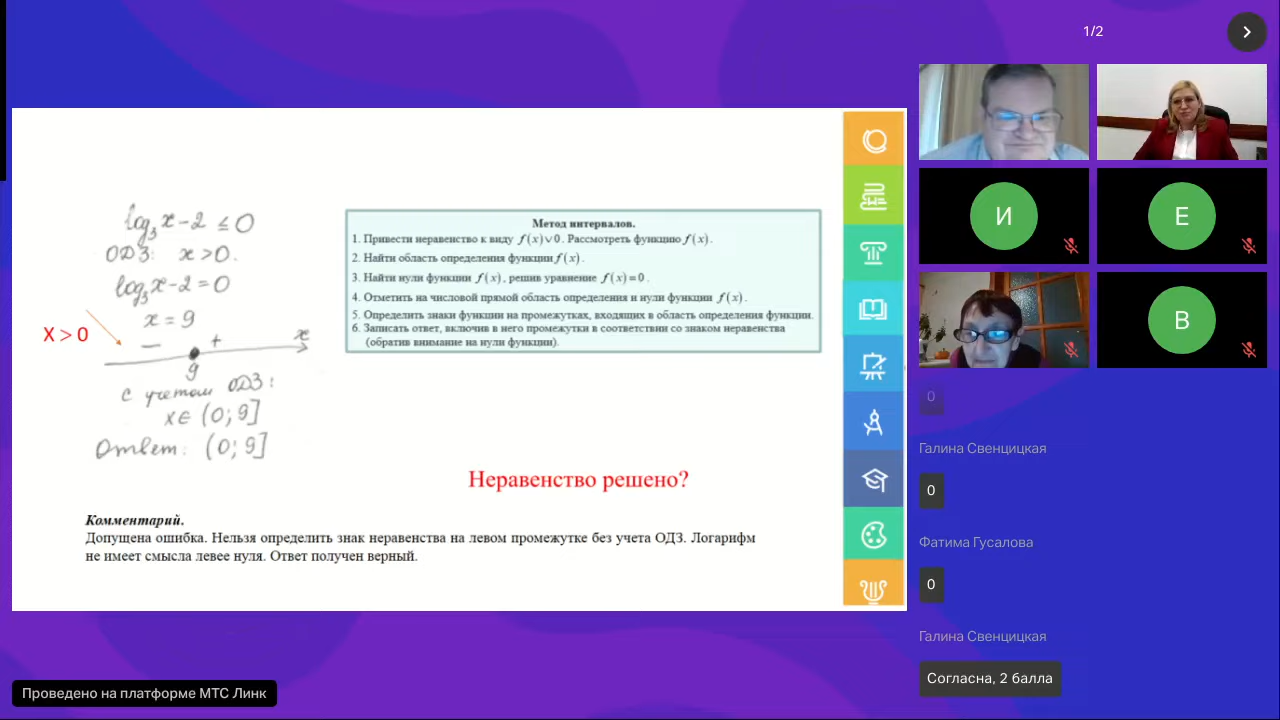 1/2
log₃x-2 ≤ 0
ОДЗ: x>0.
log₃x-2=0
x=9
X > 0
− + x
9
с учетом ОДЗ:
x∈ (0; 9]
Ответ: (0; 9]
Метод интервалов.
1. Привести неравенство к виду f(x)∨0. Рассмотреть функцию f(x).
2. Найти область определения функции f(x).
3. Найти нули функции f(x), решив уравнение f(x)=0.
4. Отметить на числовой прямой область определения и нули функции f(x).
5. Определить знаки функции на промежутках, входящих в область определения функции.
6. Записать ответ, включив в него промежутки в соответствии со знаком неравенства
(обратив внимание на нули функции).
Неравенство решено?
Комментарий.
Допущена ошибка. Нельзя определить знак неравенства на левом промежутке без учета ОДЗ. Логарифм
не имеет смысла левее нуля. Ответ получен верный.
И
Е
В
0
Галина Свенцицкая
0
Фатима Гусалова
0
Галина Свенцицкая
Согласна, 2 балла
Проведено на платформе МТС Линк